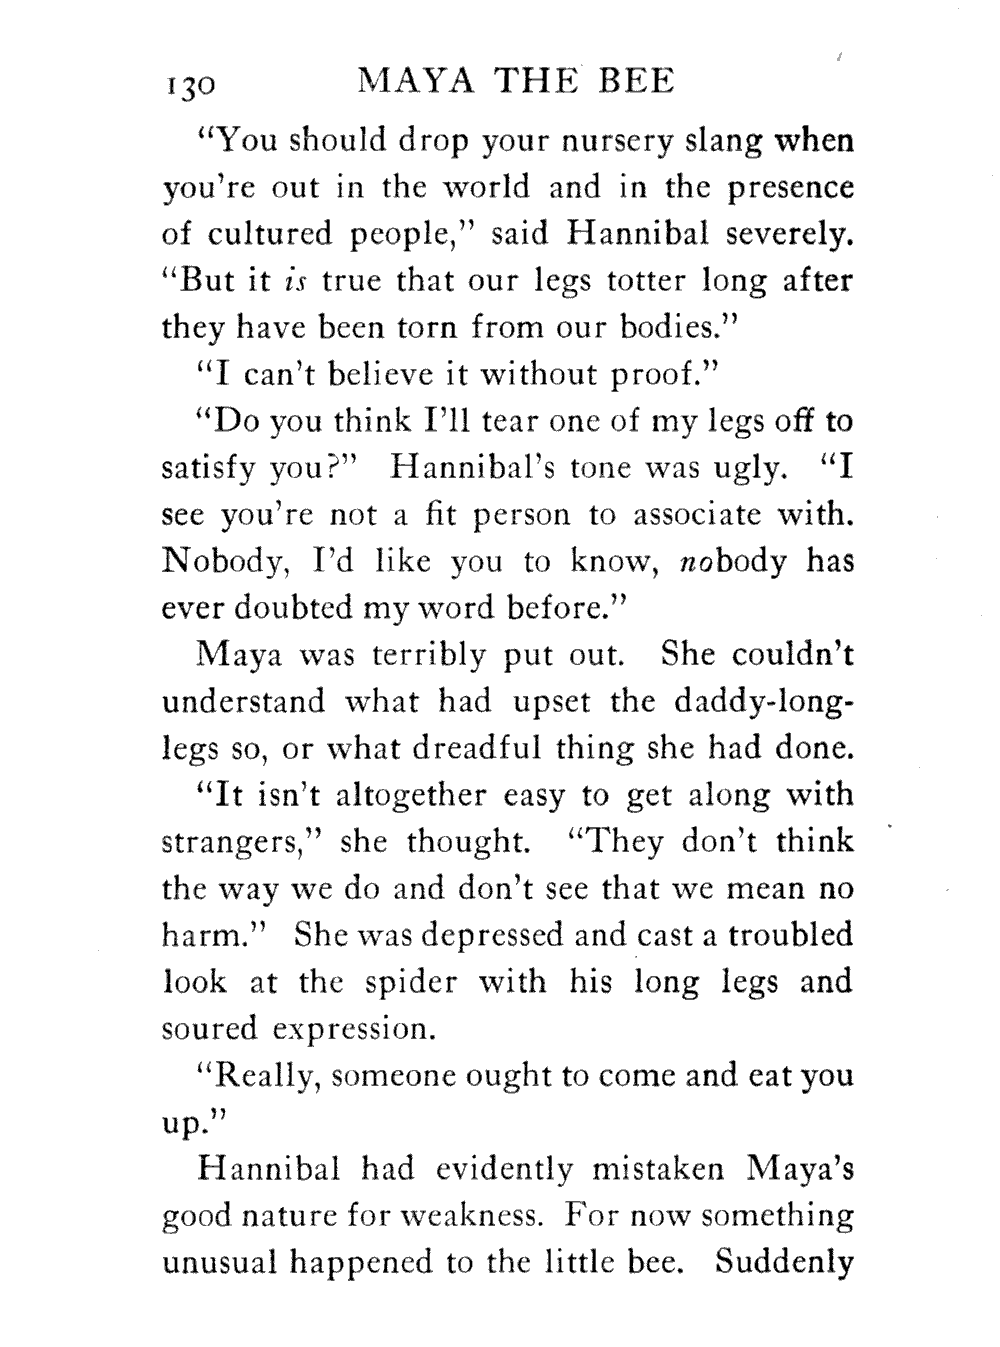 130 MAYA THE BEE
“You should drop your nursery slang when
you’re out in the world and in the presence
of cultured people,” said Hannibal severely.
“But it is true that our legs totter long after
they have been torn from our bodies.”
“I can’t believe it without proof.”
“Do you think I’ll tear one of my legs off to
satisfy you?” Hannibal’s tone was ugly. “I
see you’re not a fit person to associate with.
Nobody, I’d like you to know, nobody has
ever doubted my word before.”
Maya was terribly put out. She couldn’t
understand what had upset the daddy-long-
legs so, or what dreadful thing she had done.
“It isn’t altogether easy to get along with
strangers,” she thought. “They don’t think
the way we do and don’t see that we mean no
harm.” She was depressed and cast a troubled
look at the spider with his long legs and
soured expression.
“Really, someone ought to come and eat you
up.”
Hannibal had evidently mistaken Maya’s
good nature for weakness. For now something
unusual happened to the little bee. Suddenly